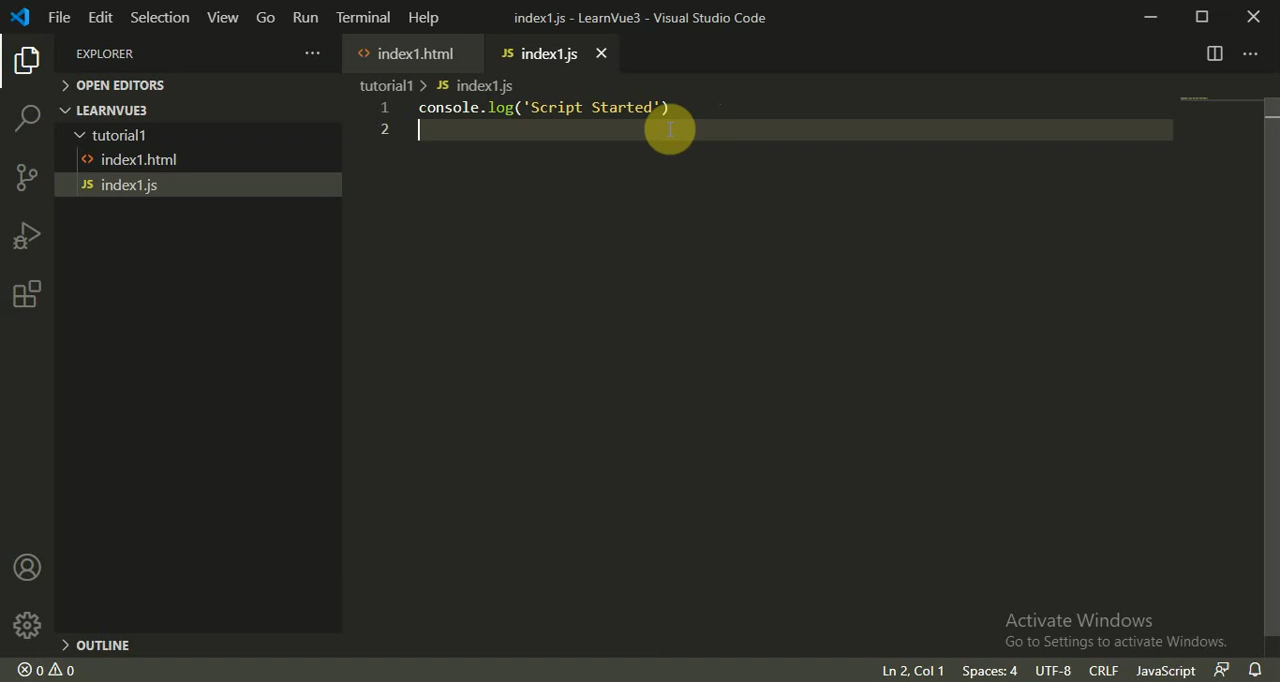 File Edit Selection View Go Run Terminal Help index1.js - LearnVue3 - Visual Studio Code
EXPLORER
OPEN EDITORS
LEARNVUE3
tutorial1
<> index1.html
JS index1.js
OUTLINE
<> index1.html JS index1.js
tutorial1 > JS index1.js
1 console.log('Script Started')
2
Activate Windows
Go to Settings to activate Windows.
0 0 Ln 2, Col 1 Spaces: 4 UTF-8 CRLF JavaScript